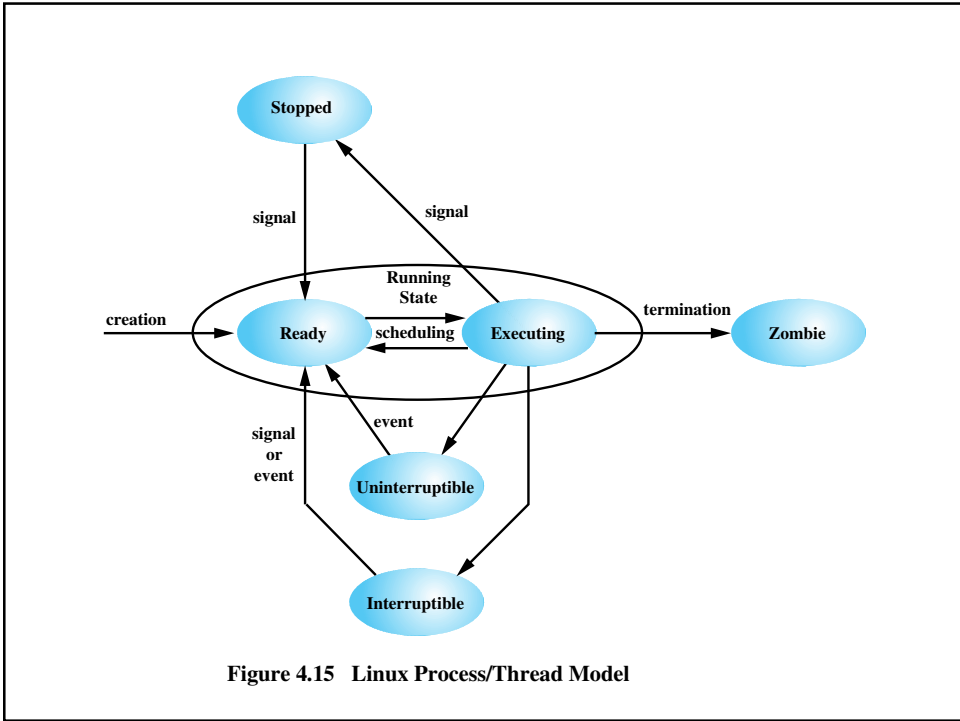 Stopped
signal
signal
Running
State
creation
Ready
scheduling
Executing
termination
Zombie
signal
or
event
event
Uninterruptible
Interruptible
Figure 4.15 Linux Process/Thread Model